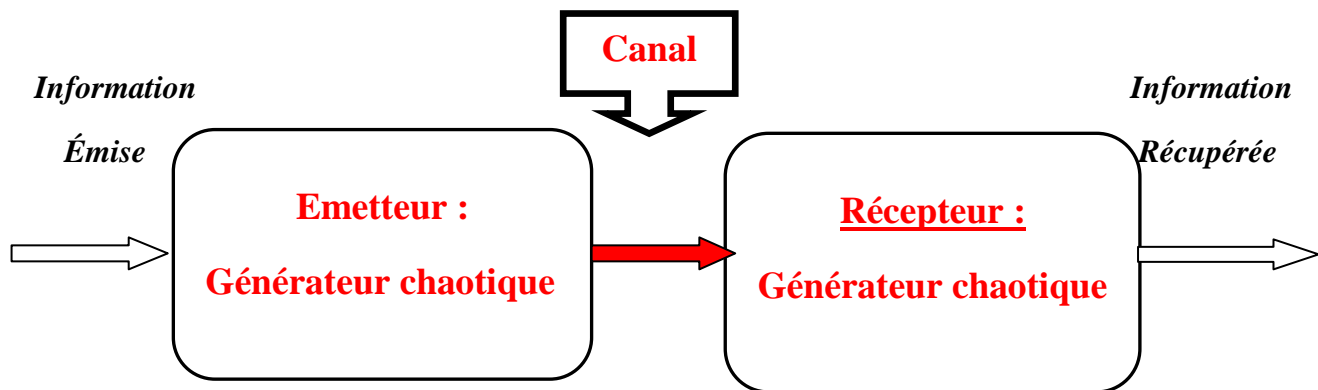 Canal
Information
Émise
Emetteur :
Générateur chaotique
Récepteur :
Générateur chaotique
Information
Récupérée